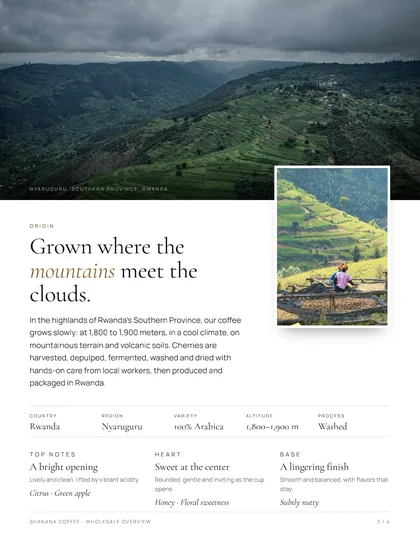 NYARUGURU, SOUTHERN PROVINCE, RWANDA
ORIGIN
Grown where the
mountains meet the
clouds.
In the highlands of Rwanda's Southern Province, our coffee
grows slowly: at 1,800 to 1,900 meters, in a cool climate, on
mountainous terrain and volcanic soils. Cherries are
harvested, depulped, fermented, washed and dried with
hands-on care from local workers, then produced and
packaged in Rwanda.
COUNTRY REGION VARIETY ALTITUDE PROCESS
Rwanda Nyaruguru 100% Arabica 1,800–1,900 m Washed
TOP NOTES HEART BASE
A bright opening Sweet at the center A lingering finish
Lively and clean, lifted by vibrant acidity. Rounded, gentle and inviting as the cup Smooth and balanced, with flavors that
opens. stay.
Citrus · Green apple Honey · Floral sweetness Subtly nutty
SHANANA COFFEE · WHOLESALE OVERVIEW 2 / 4